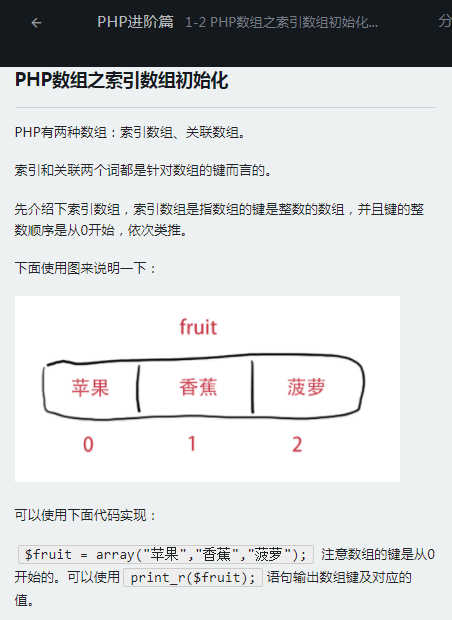 ← PHP进阶篇 1-2 PHP数组之索引数组初始化...
PHP数组之索引数组初始化
PHP有两种数组：索引数组、关联数组。
索引和关联两个词都是针对数组的键而言的。
先介绍下索引数组，索引数组是指数组的键是整数的数组，并且键的整
数顺序是从0开始，依次类推。
下面使用图来说明一下：
fruit
苹果 香蕉 菠萝
0 1 2
可以使用下面代码实现：
$fruit = array("苹果","香蕉","菠萝"); 注意数组的键是从0
开始的。可以使用 print_r($fruit); 语句输出数组键及对应的
值。